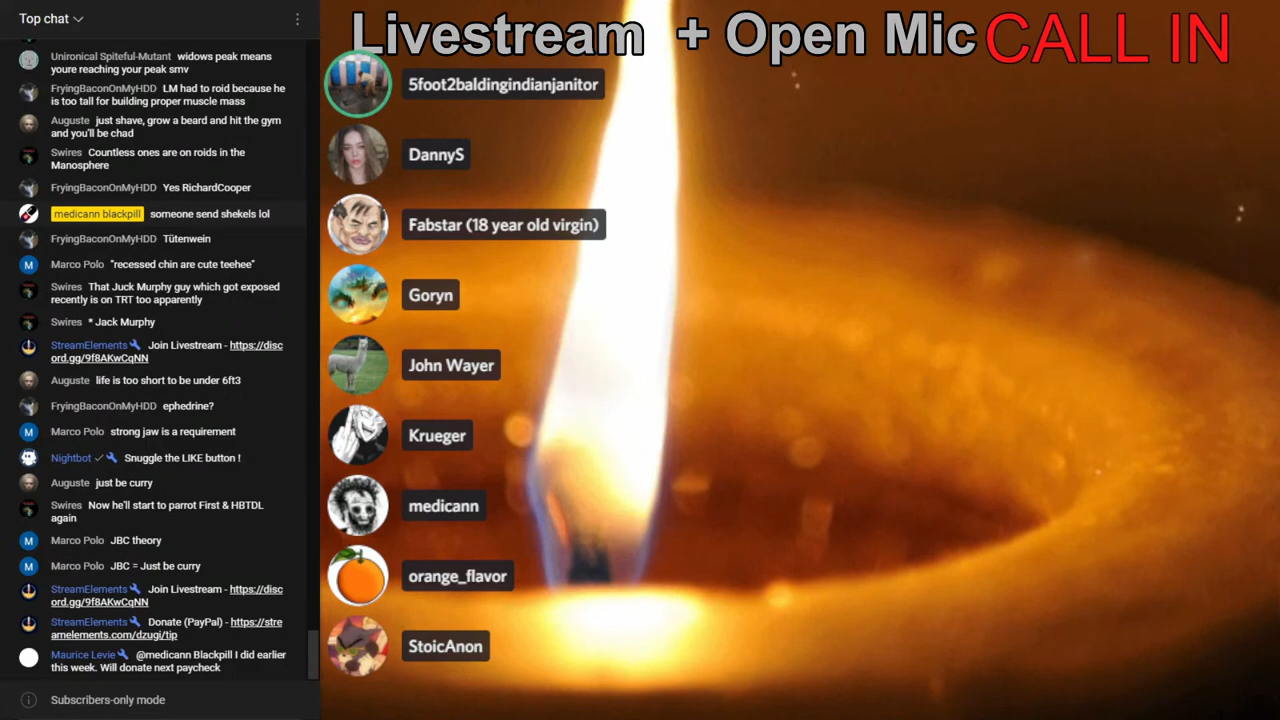 Top chat
Unironical Spiteful-Mutant widows peak means
youre reaching your peak smv
FryingBaconOnMyHDD LM had to roid because he
is too tall for building proper muscle mass
Auguste just shave, grow a beard and hit the gym
and you'll be chad
Swires Countless ones are on roids in the
Manosphere
FryingBaconOnMyHDD Yes RichardCooper
medicann blackpill someone send shekels lol
FryingBaconOnMyHDD Tütenwein
Marco Polo "recessed chin are cute teehee"
Swires That Juck Murphy guy which got exposed
recently is on TRT too apparently
Swires * Jack Murphy
StreamElements Join Livestream - https://disc
ord.gg/9f8AKwCqNN
Auguste life is too short to be under 6ft3
FryingBaconOnMyHDD ephedrine?
Marco Polo strong jaw is a requirement
Nightbot Snuggle the LIKE button !
Auguste just be curry
Swires Now he'll start to parrot First & HBTDL
again
Marco Polo JBC theory
Marco Polo JBC = Just be curry
StreamElements Join Livestream - https://disc
ord.gg/9f8AKwCqNN
StreamElements Donate (PayPal) - https://stre
amelements.com/dzugi/tip
Maurice Levie @medicann Blackpill I did earlier
this week. Will donate next paycheck
Subscribers-only mode
Livestream + Open Mic CALL IN
5foot2baldingindianjanitor
DannyS
Fabstar (18 year old virgin)
Goryn
John Wayer
Krueger
medicann
orange_flavor
StoicAnon